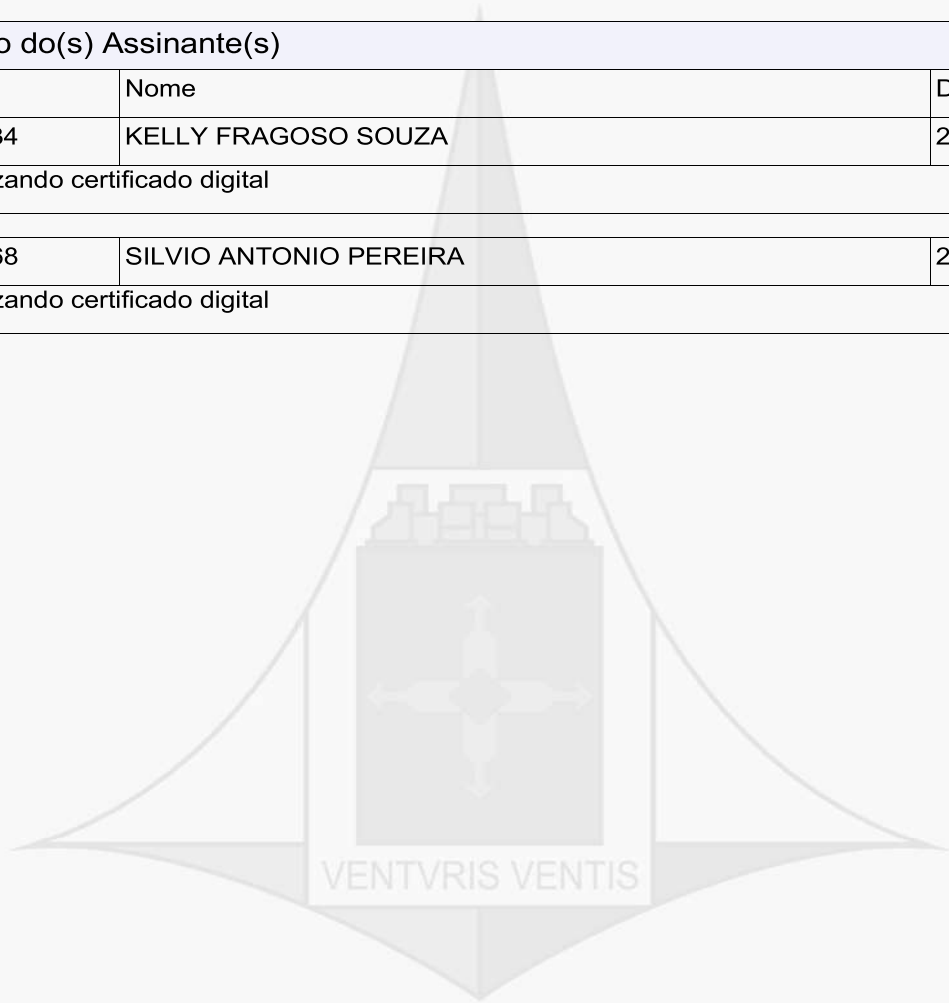 o do(s) Assinante(s)
Nome D
34 KELLY FRAGOSO SOUZA 2
zando certificado digital
68 SILVIO ANTONIO PEREIRA 2
zando certificado digital
VENTVRIS VENTIS